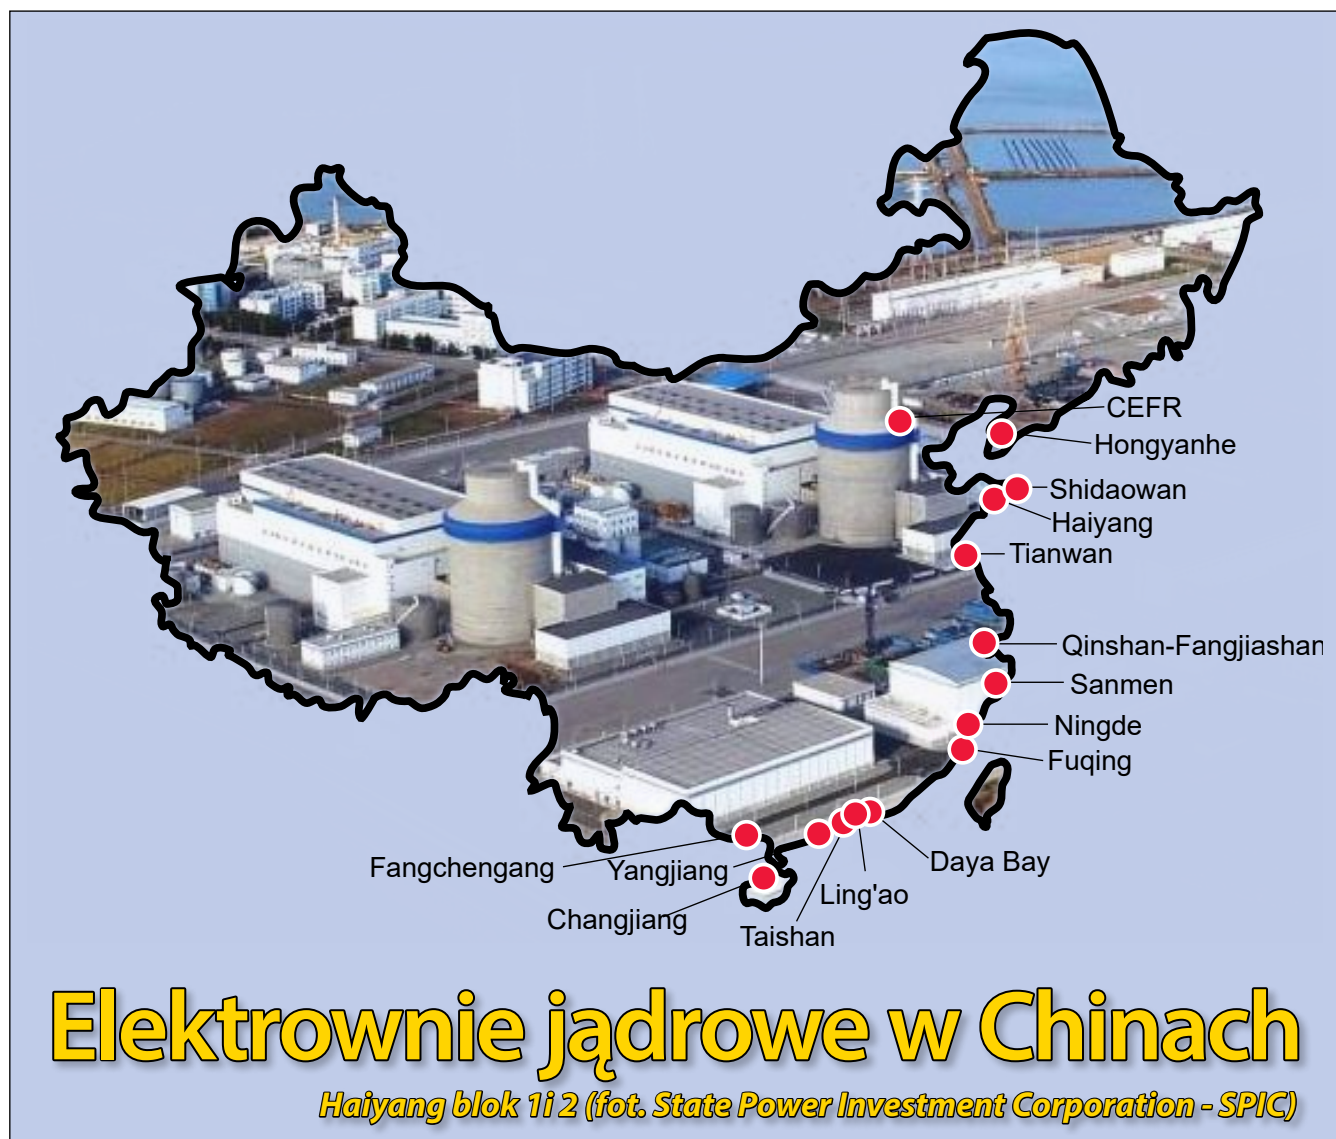 CEFR
Hongyanhe
Shidaowan
Haiyang
Tianwan
Qinshan-Fangjiashan
Sanmen
Ningde
Fuqing
Daya Bay
Fangchengang
Yangjiang
Ling'ao
Changjiang
Taishan
Elektrownie jądrowe w Chinach
Haiyang blok 1i 2 (fot. State Power Investment Corporation - SPIC)